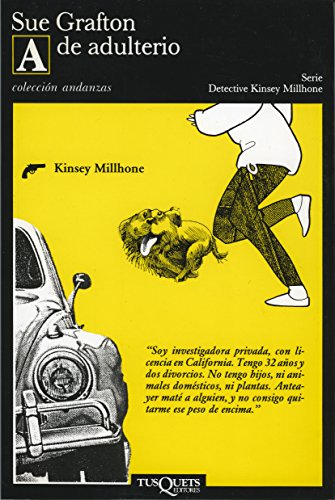 Sue Grafton
A de adulterio
colección andanzas
Serie
Detective Kinsey Millhone
Kinsey Millhone
“Soy investigadora privada, con li-
cencia en California. Tengo 32 años y
dos divorcios. No tengo hijos, ni ani-
males domésticos, ni plantas. Antea-
yer maté a alguien, y no consigo qui-
tarme ese peso de encima.”
TUSQUETS
EDITORES